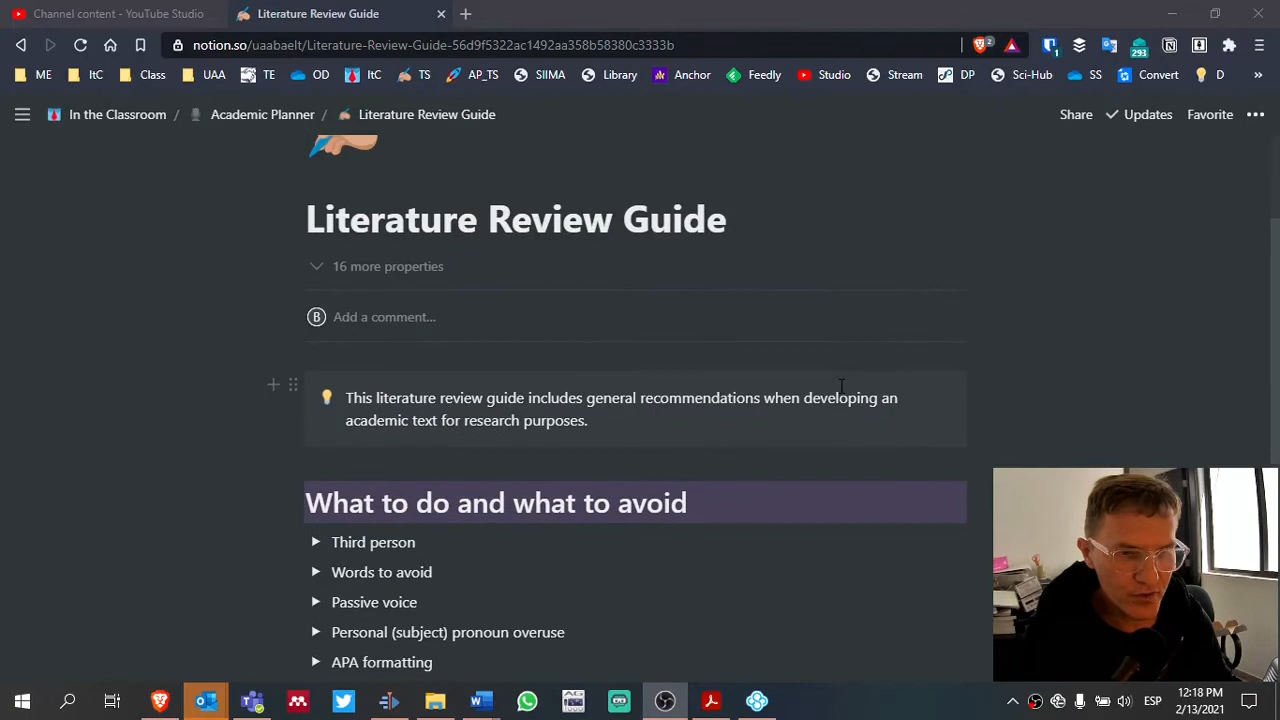 Channel content - YouTube Studio
Literature Review Guide
notion.so/uaabaelt/Literature-Review-Guide-56d9f5322ac1492aa358b58380c3333b
2
1
293
ME
ItC
Class
UAA
TE
OD
ItC
TS
AP_TS
SIIMA
Library
Anchor
Feedly
Studio
Stream
DP
Sci-Hub
SS
Convert
D
»
In the Classroom / Academic Planner / Literature Review Guide
Share
Updates
Favorite
Literature Review Guide
16 more properties
B
Add a comment...
This literature review guide includes general recommendations when developing an
academic text for research purposes.
What to do and what to avoid
Third person
Words to avoid
Passive voice
Personal (subject) pronoun overuse
APA formatting
ESP
12:18 PM
2/13/2021